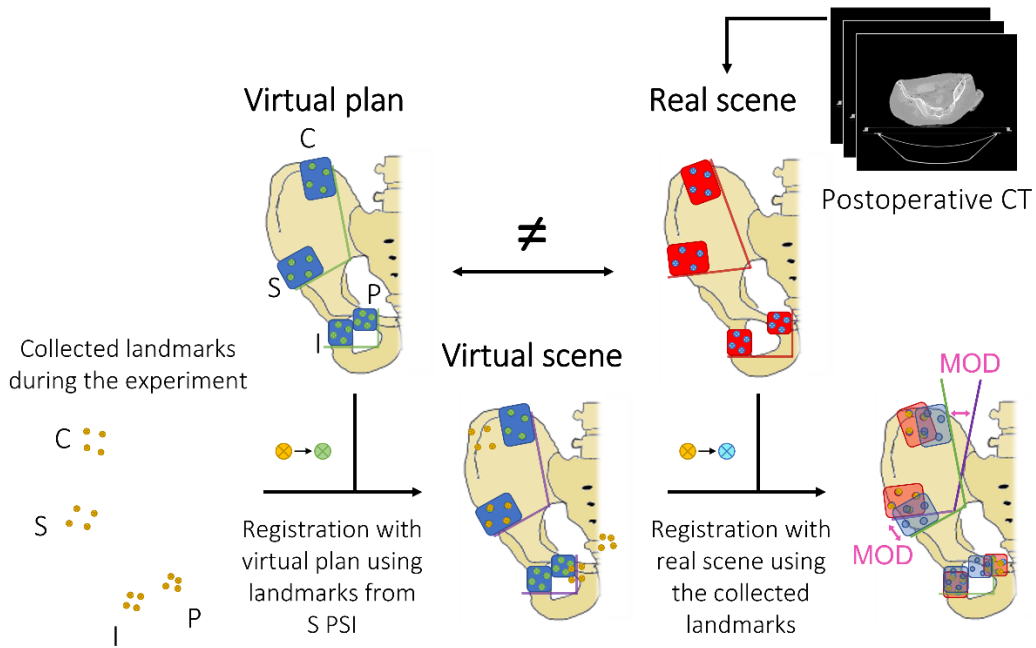 Virtual plan
Real scene
Postoperative CT
C
S
P
I
≠
Collected landmarks
during the experiment
C
S
P
I
Virtual scene
Registration with
virtual plan using
landmarks from
S PSI
Registration with
real scene using
the collected
landmarks
MOD
MOD